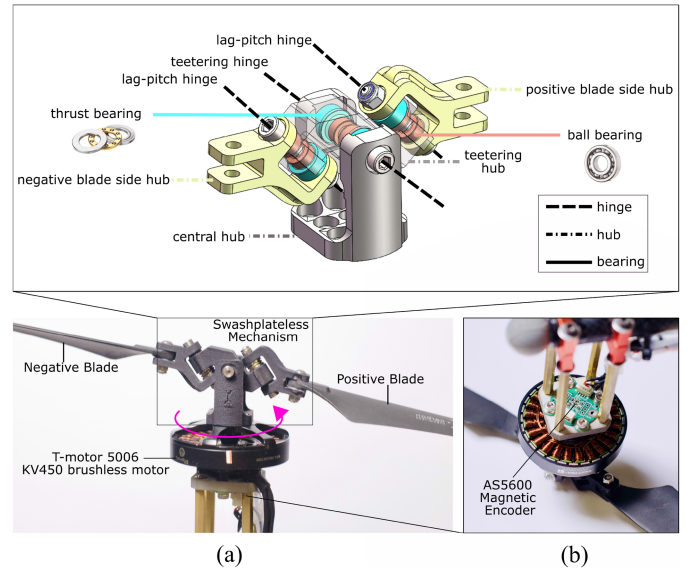 lag-pitch hinge
teetering hinge
lag-pitch hinge
thrust bearing
positive blade side hub
ball bearing
teetering
hub
negative blade side hub
central hub
hinge
hub
bearing
Swashplateless
Mechanism
Negative Blade
Positive Blade
T-motor 5006
KV450 brushless motor
AS5600
Magnetic
Encoder
(a)
(b)